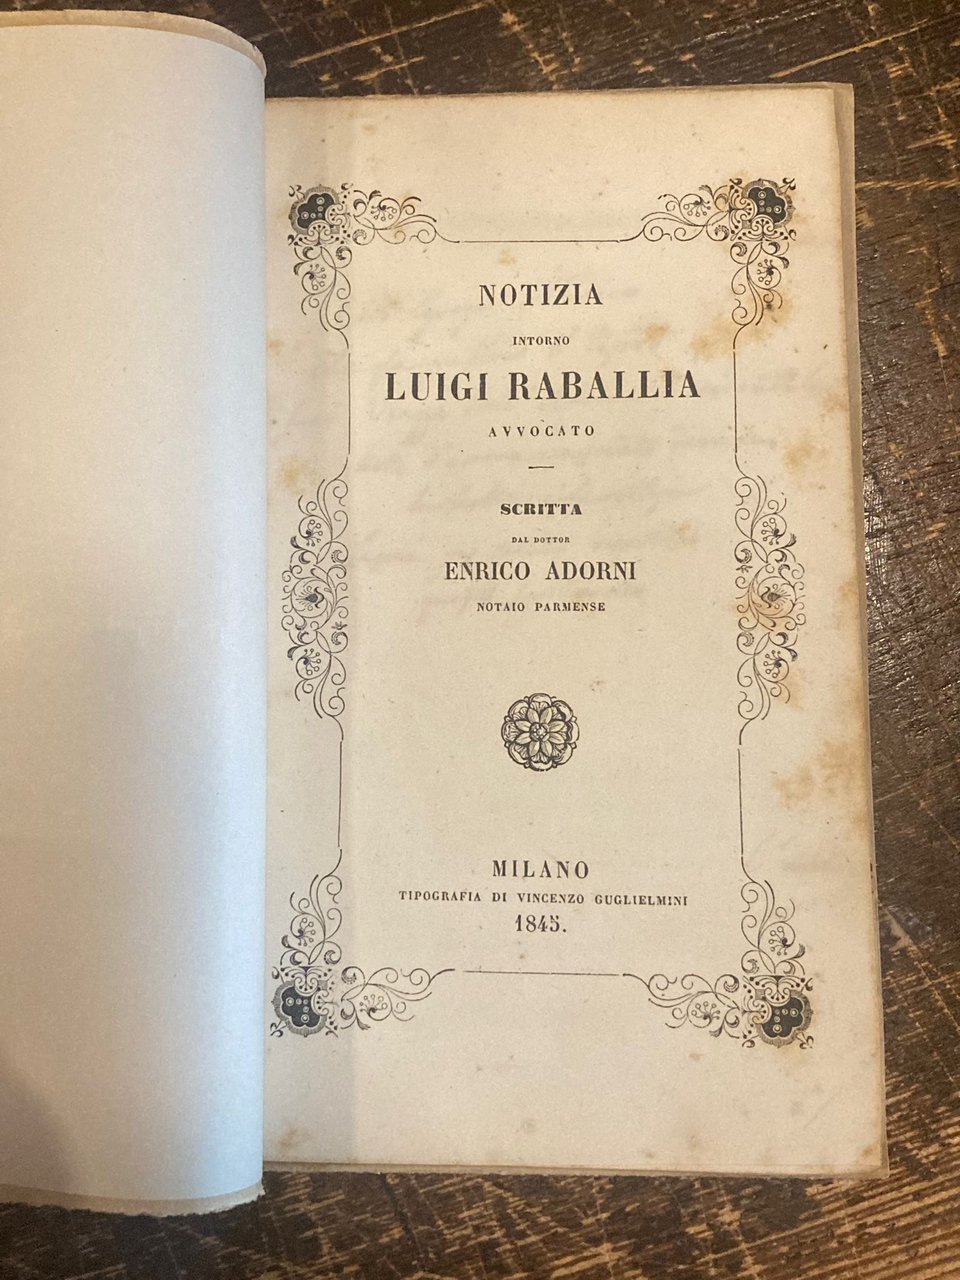 NOTIZIA
INTORNO
LUIGI RABALLIA
AVVOCATO
SCRITTA
DAL DOTTOR
ENRICO ADORNI
NOTAIO PARMENSE
MILANO
TIPOGRAFIA DI VINCENZO GUGLIELMINI
1845.